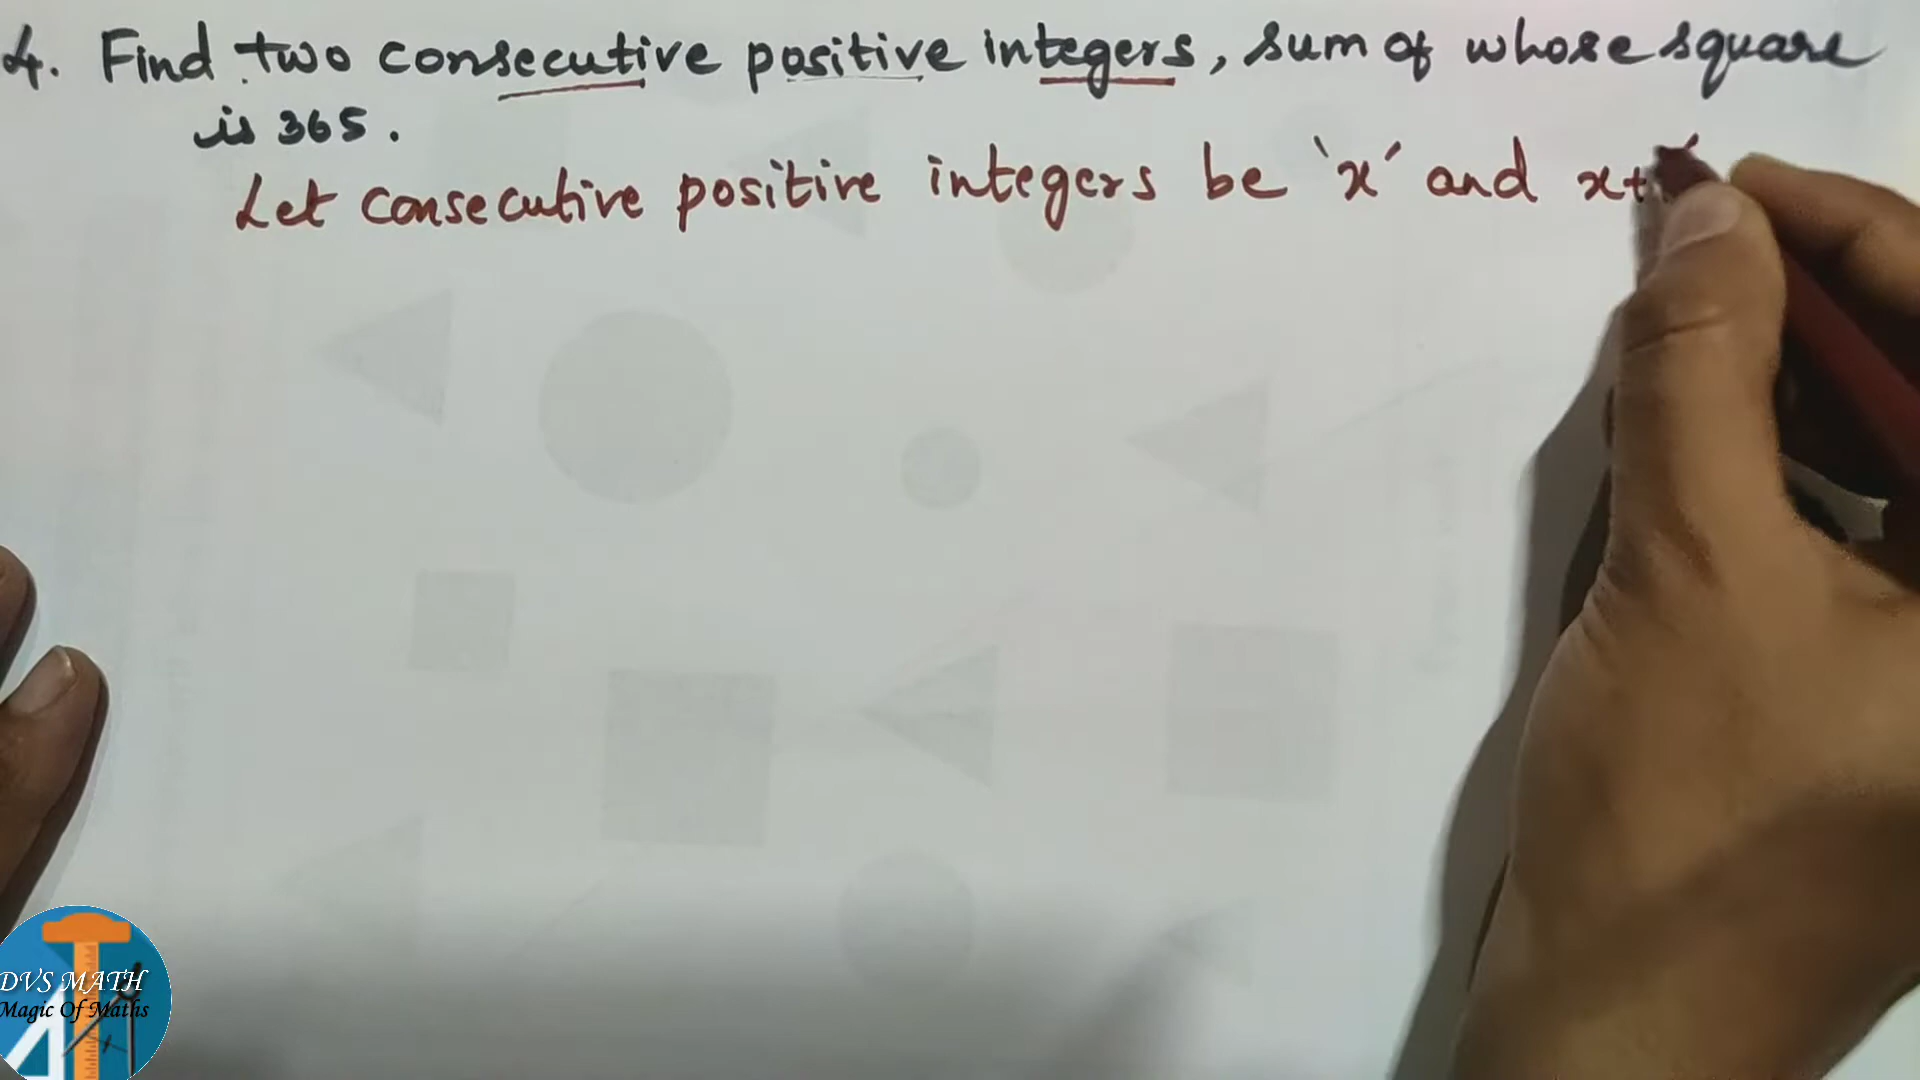 4. Find two consecutive positive integers, sum of whose square
is 365.
Let consecutive positive integers be 'x' and x+
DVS MATH
Magic Of Maths